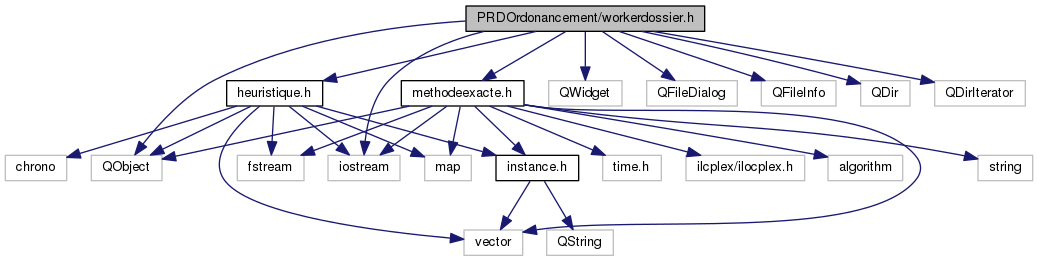 PRDOrdonancement/workerdossier.h
heuristique.h
methodeexacte.h
QWidget
QFileDialog
QFileInfo
QDir
QDirIterator
chrono
QObject
fstream
iostream
map
instance.h
time.h
ilcplex/ilocplex.h
algorithm
string
vector
QString